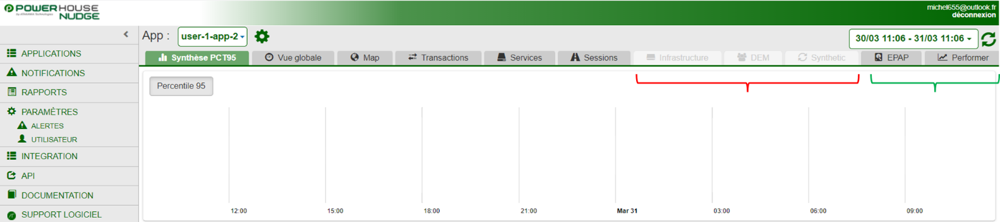 POWERHOUSE
by ATAKAMA Technologies
NUDGE
michel655@outlook.fr
déconnexion
App : user-1-app-2
30/03 11:06 - 31/03 11:06
Synthèse PCT95
Vue globale
Map
Transactions
Services
Sessions
Infrastructure
DEM
Synthetic
EPAP
Performer
APPLICATIONS
NOTIFICATIONS
RAPPORTS
PARAMÈTRES
ALERTES
UTILISATEUR
INTEGRATION
API
DOCUMENTATION
SUPPORT LOGICIEL
Percentile 95
12:00
15:00
18:00
21:00
Mar 31
03:00
06:00
09:00